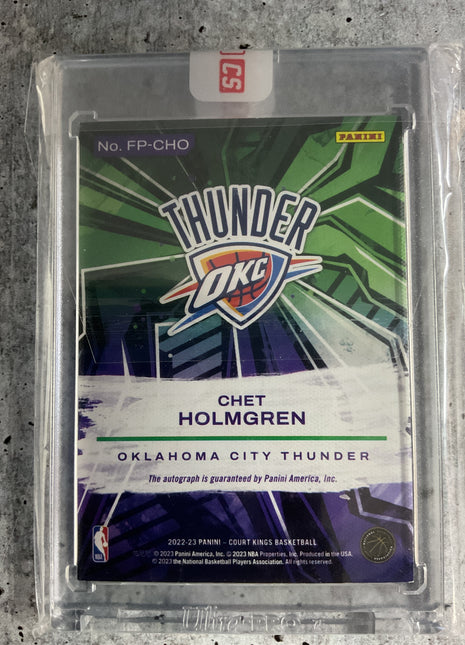 CS
No. FP-CHO
PANINI
THUNDER
OKC
CHET
HOLMGREN
OKLAHOMA CITY THUNDER
The autograph is guaranteed by Panini America, Inc.
NBA
2022-23 PANINI - COURT KINGS BASKETBALL
© 2023 Panini America, Inc. © 2023 NBA Properties, Inc. Produced in the USA.
© 2023 the National Basketball Players Association. All rights reserved.